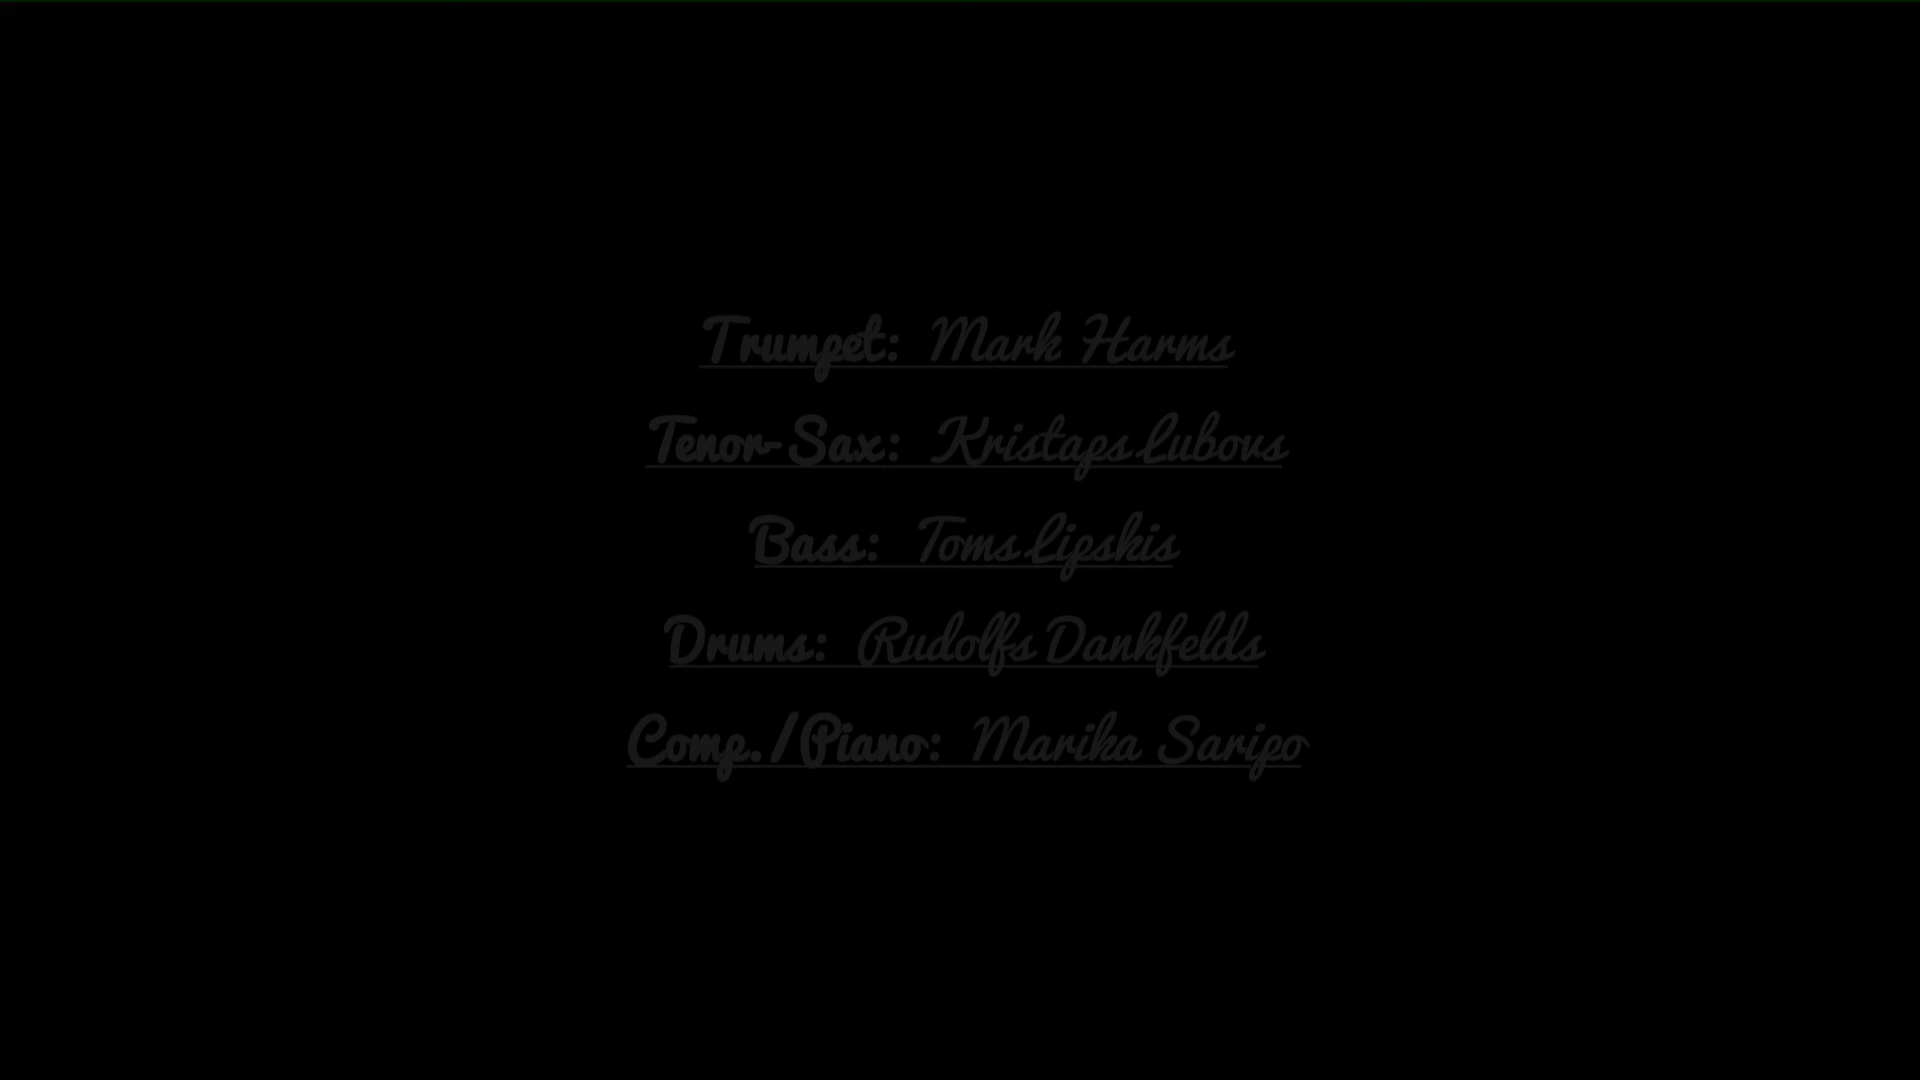 Trumpet: Mark Harms
Tenor-Sax: Kristaps Lubovs
Bass: Toms Lipskis
Drums: Rudolfs Dankfelds
Comp./Piano: Marika Saripo